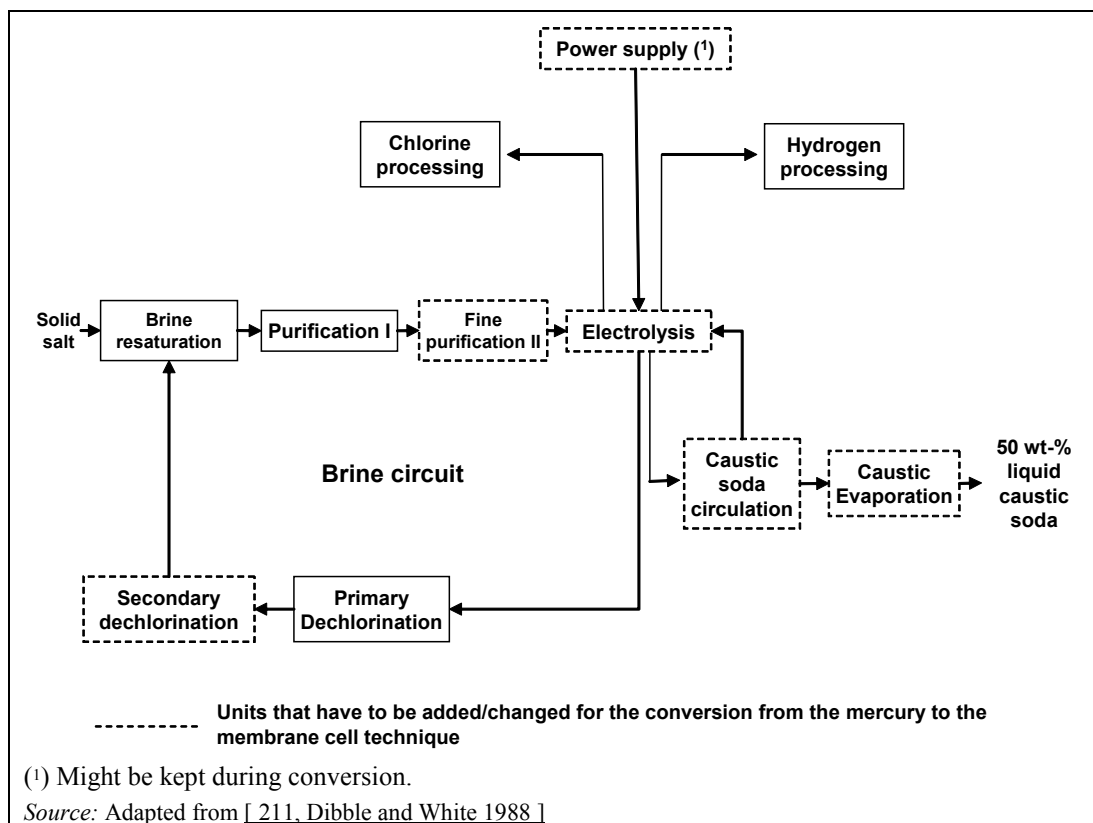 Power supply (1)
Chlorine
processing
Hydrogen
processing
Solid
salt
Brine
resaturation
Purification I
Fine
purification II
Electrolysis
Brine circuit
Caustic
soda
circulation
Caustic
Evaporation
50 wt-%
liquid
caustic
soda
Secondary
dechlorination
Primary
Dechlorination
Units that have to be added/changed for the conversion from the mercury to the
membrane cell technique
(1) Might be kept during conversion.
Source: Adapted from [ 211, Dibble and White 1988 ]